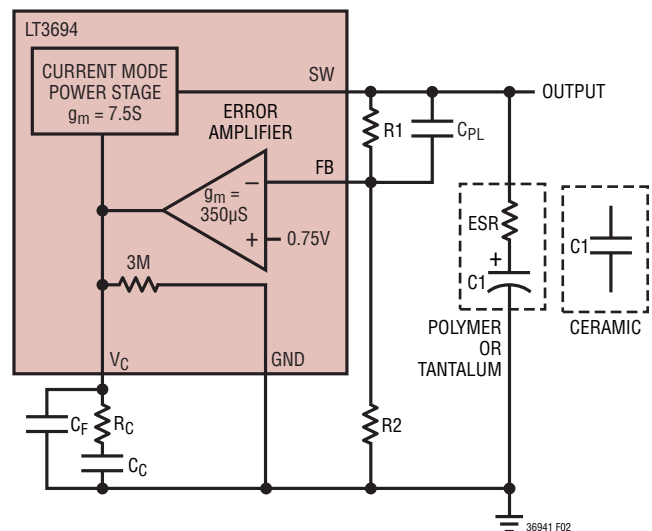 LT3694
CURRENT MODE
POWER STAGE
gm = 7.5S
SW
OUTPUT
ERROR
AMPLIFIER
R1
CPL
FB
gm =
350µS
–
+
0.75V
ESR
+
C1
C1
3M
POLYMER
OR
TANTALUM
CERAMIC
VC
GND
CF
RC
R2
CC
36941 F02